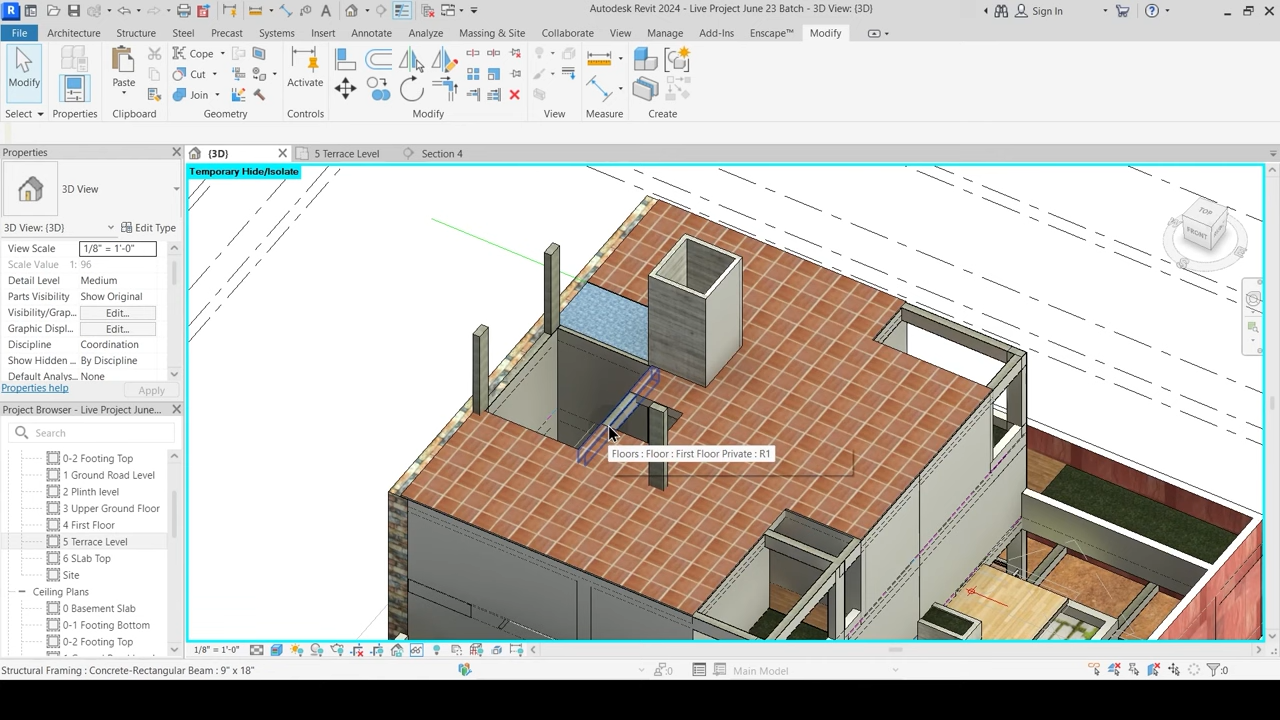 Autodesk Revit 2024 - Live Project June 23 Batch - 3D View: {3D}
Sign In
File Architecture Structure Steel Precast Systems Insert Annotate Analyze Massing & Site Collaborate View Manage Add-Ins Enscape™ Modify
Modify
Paste
Cope
Cut
Join
Activate
Select Properties Clipboard Geometry Controls Modify View Measure Create
Properties
{3D} 5 Terrace Level Section 4
Temporary Hide/Isolate
3D View
3D View: {3D} Edit Type
View Scale 1/8" = 1'-0"
Scale Value 1: 96
Detail Level Medium
Parts Visibility Show Original
Visibility/Grap... Edit...
Graphic Displ... Edit...
Discipline Coordination
Show Hidden ... By Discipline
Default Analys... None
Properties help Apply
Project Browser - Live Project June...
Search
0-2 Footing Top
1 Ground Road Level
2 Plinth level
3 Upper Ground Floor
4 First Floor
5 Terrace Level
6 Slab Top
Site
Ceiling Plans
0 Basement Slab
0-1 Footing Bottom
0-2 Footing Top
TOP
FRONT
Floors : Floor : First Floor Private : R1
1/8" = 1'-0"
Structural Framing : Concrete-Rectangular Beam : 9" x 18"
:0
Main Model
:0